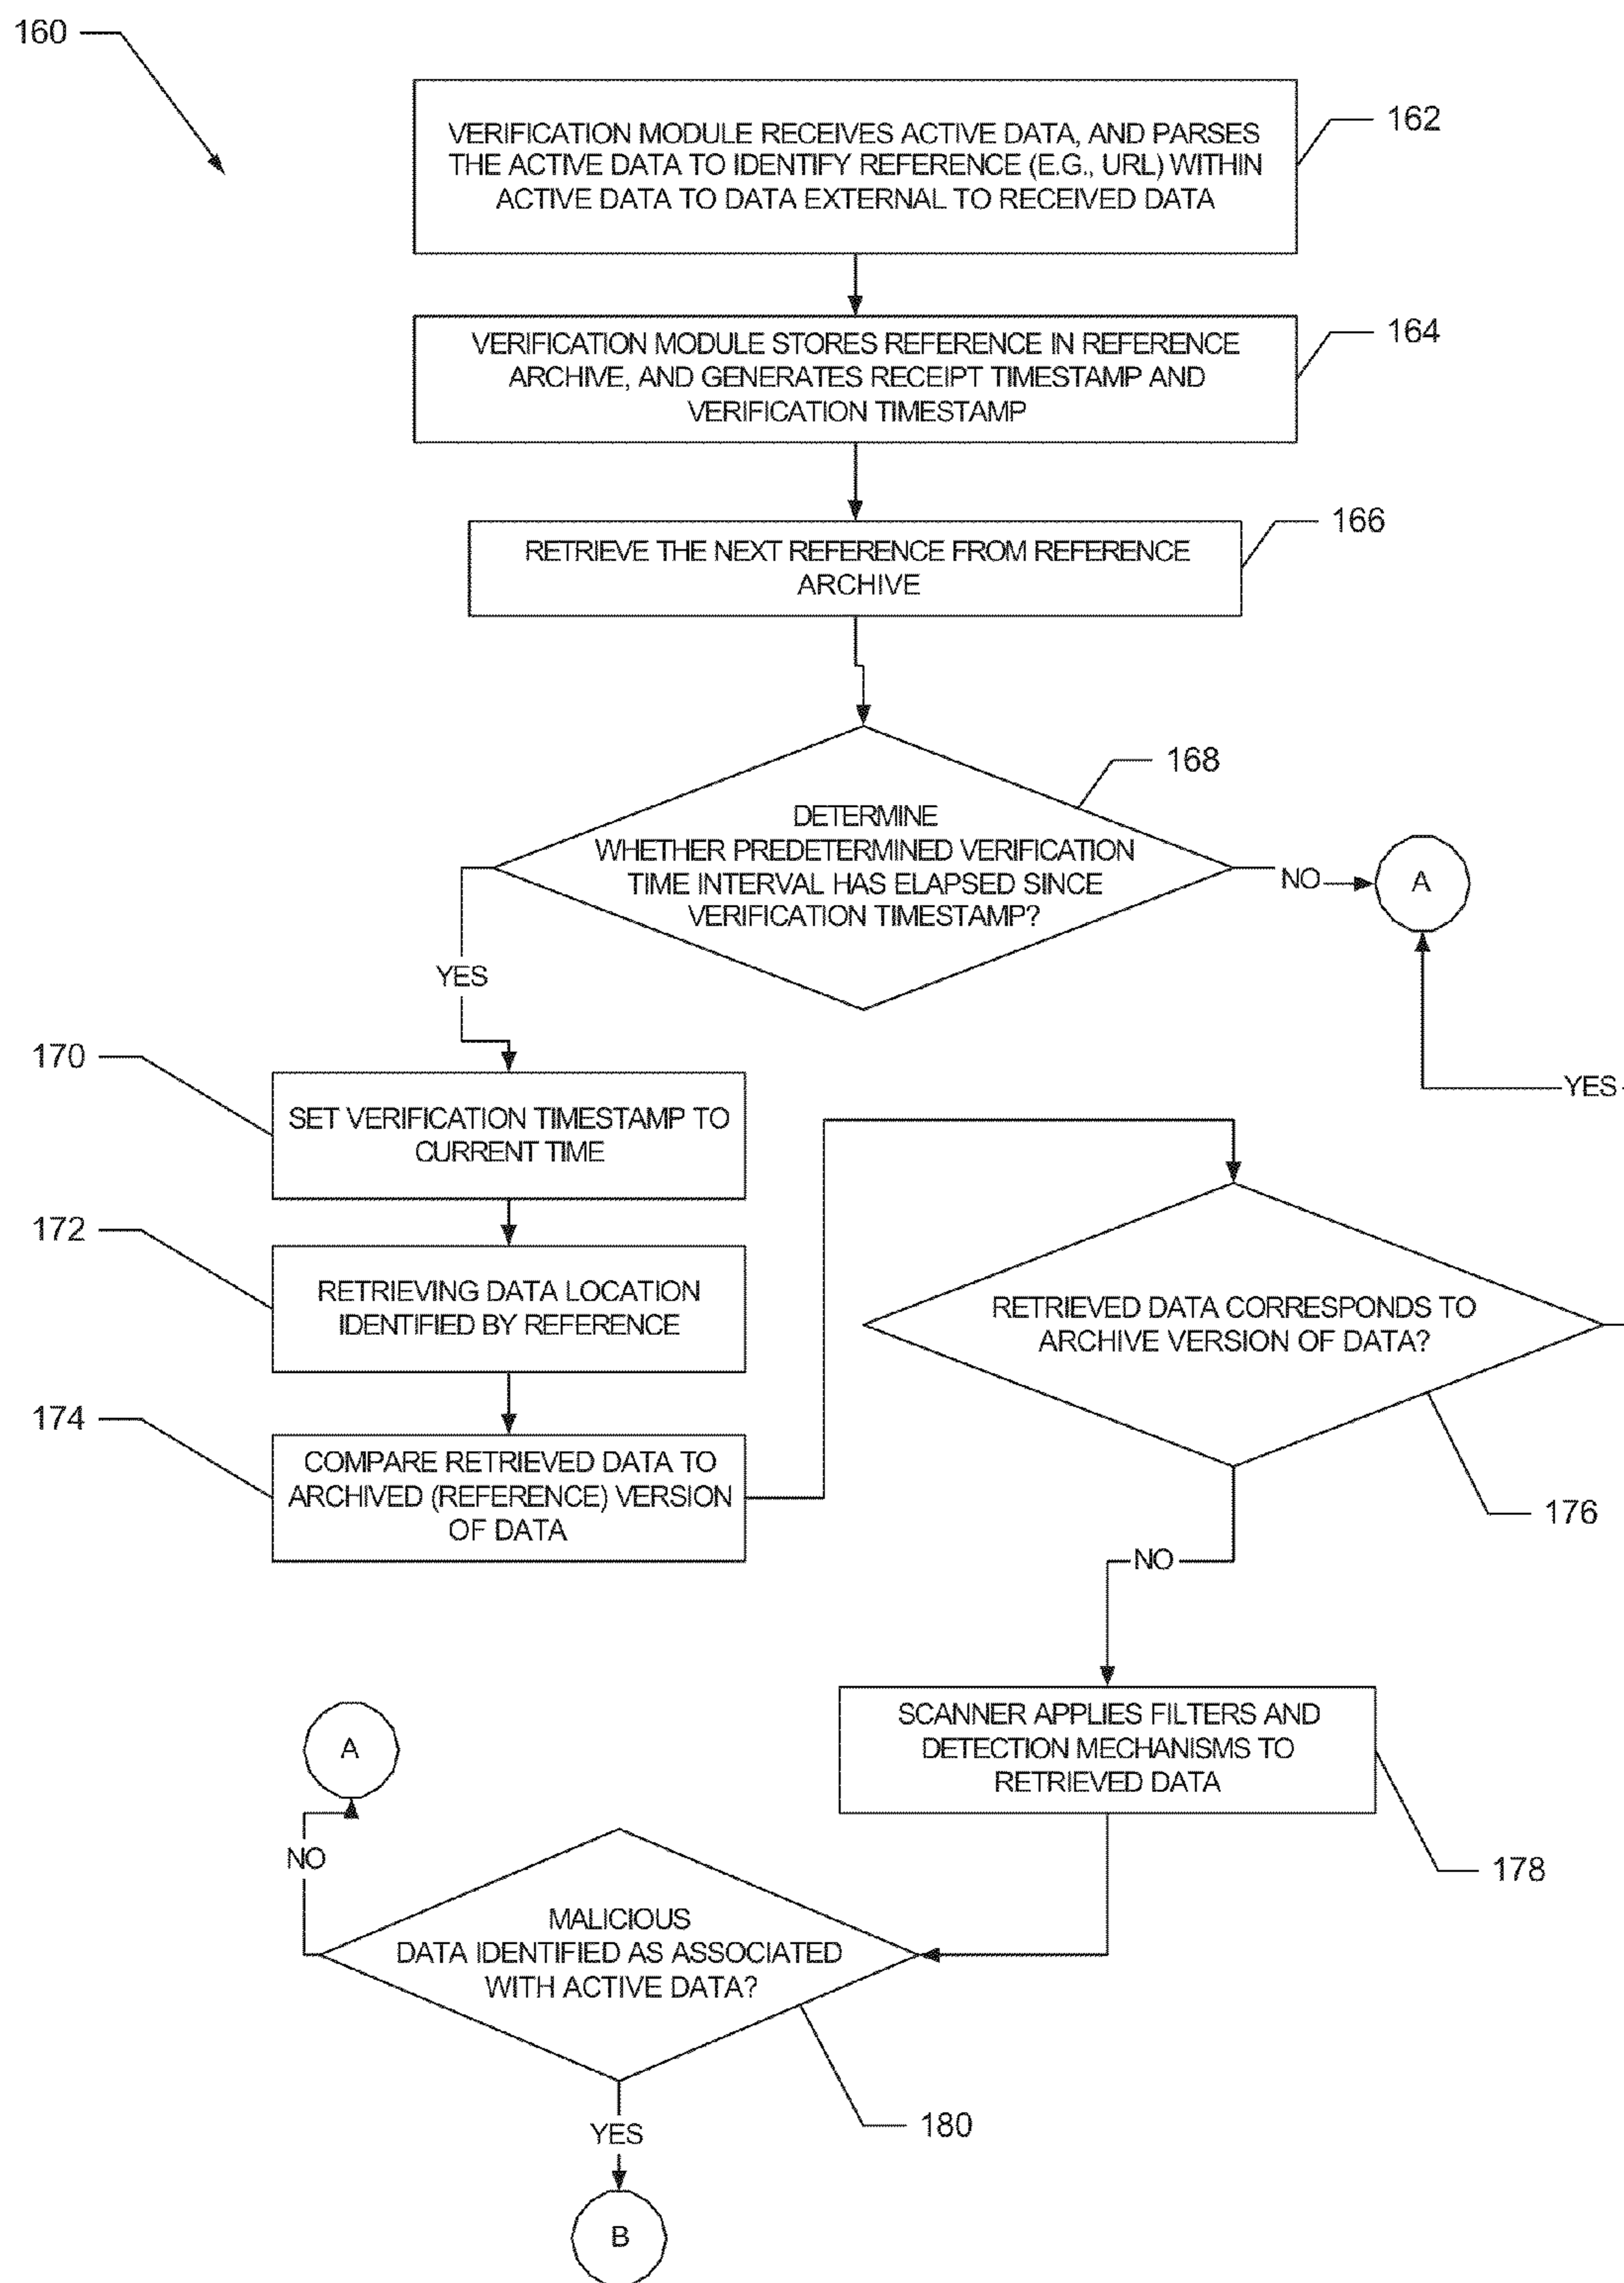 160
VERIFICATION MODULE RECEIVES ACTIVE DATA, AND PARSES
THE ACTIVE DATA TO IDENTIFY REFERENCE (E.G., URL) WITHIN
ACTIVE DATA TO DATA EXTERNAL TO RECEIVED DATA
162
VERIFICATION MODULE STORES REFERENCE IN REFERENCE
ARCHIVE, AND GENERATES RECEIPT TIMESTAMP AND
VERIFICATION TIMESTAMP
164
RETRIEVE THE NEXT REFERENCE FROM REFERENCE
ARCHIVE
166
168
DETERMINE
WHETHER PREDETERMINED VERIFICATION
TIME INTERVAL HAS ELAPSED SINCE
VERIFICATION TIMESTAMP?
NO
A
YES
YES
170
SET VERIFICATION TIMESTAMP TO
CURRENT TIME
172
RETRIEVING DATA LOCATION
IDENTIFIED BY REFERENCE
174
COMPARE RETRIEVED DATA TO
ARCHIVED (REFERENCE) VERSION
OF DATA
RETRIEVED DATA CORRESPONDS TO
ARCHIVE VERSION OF DATA?
176
NO
SCANNER APPLIES FILTERS AND
DETECTION MECHANISMS TO
RETRIEVED DATA
178
A
NO
MALICIOUS
DATA IDENTIFIED AS ASSOCIATED
WITH ACTIVE DATA?
180
YES
B